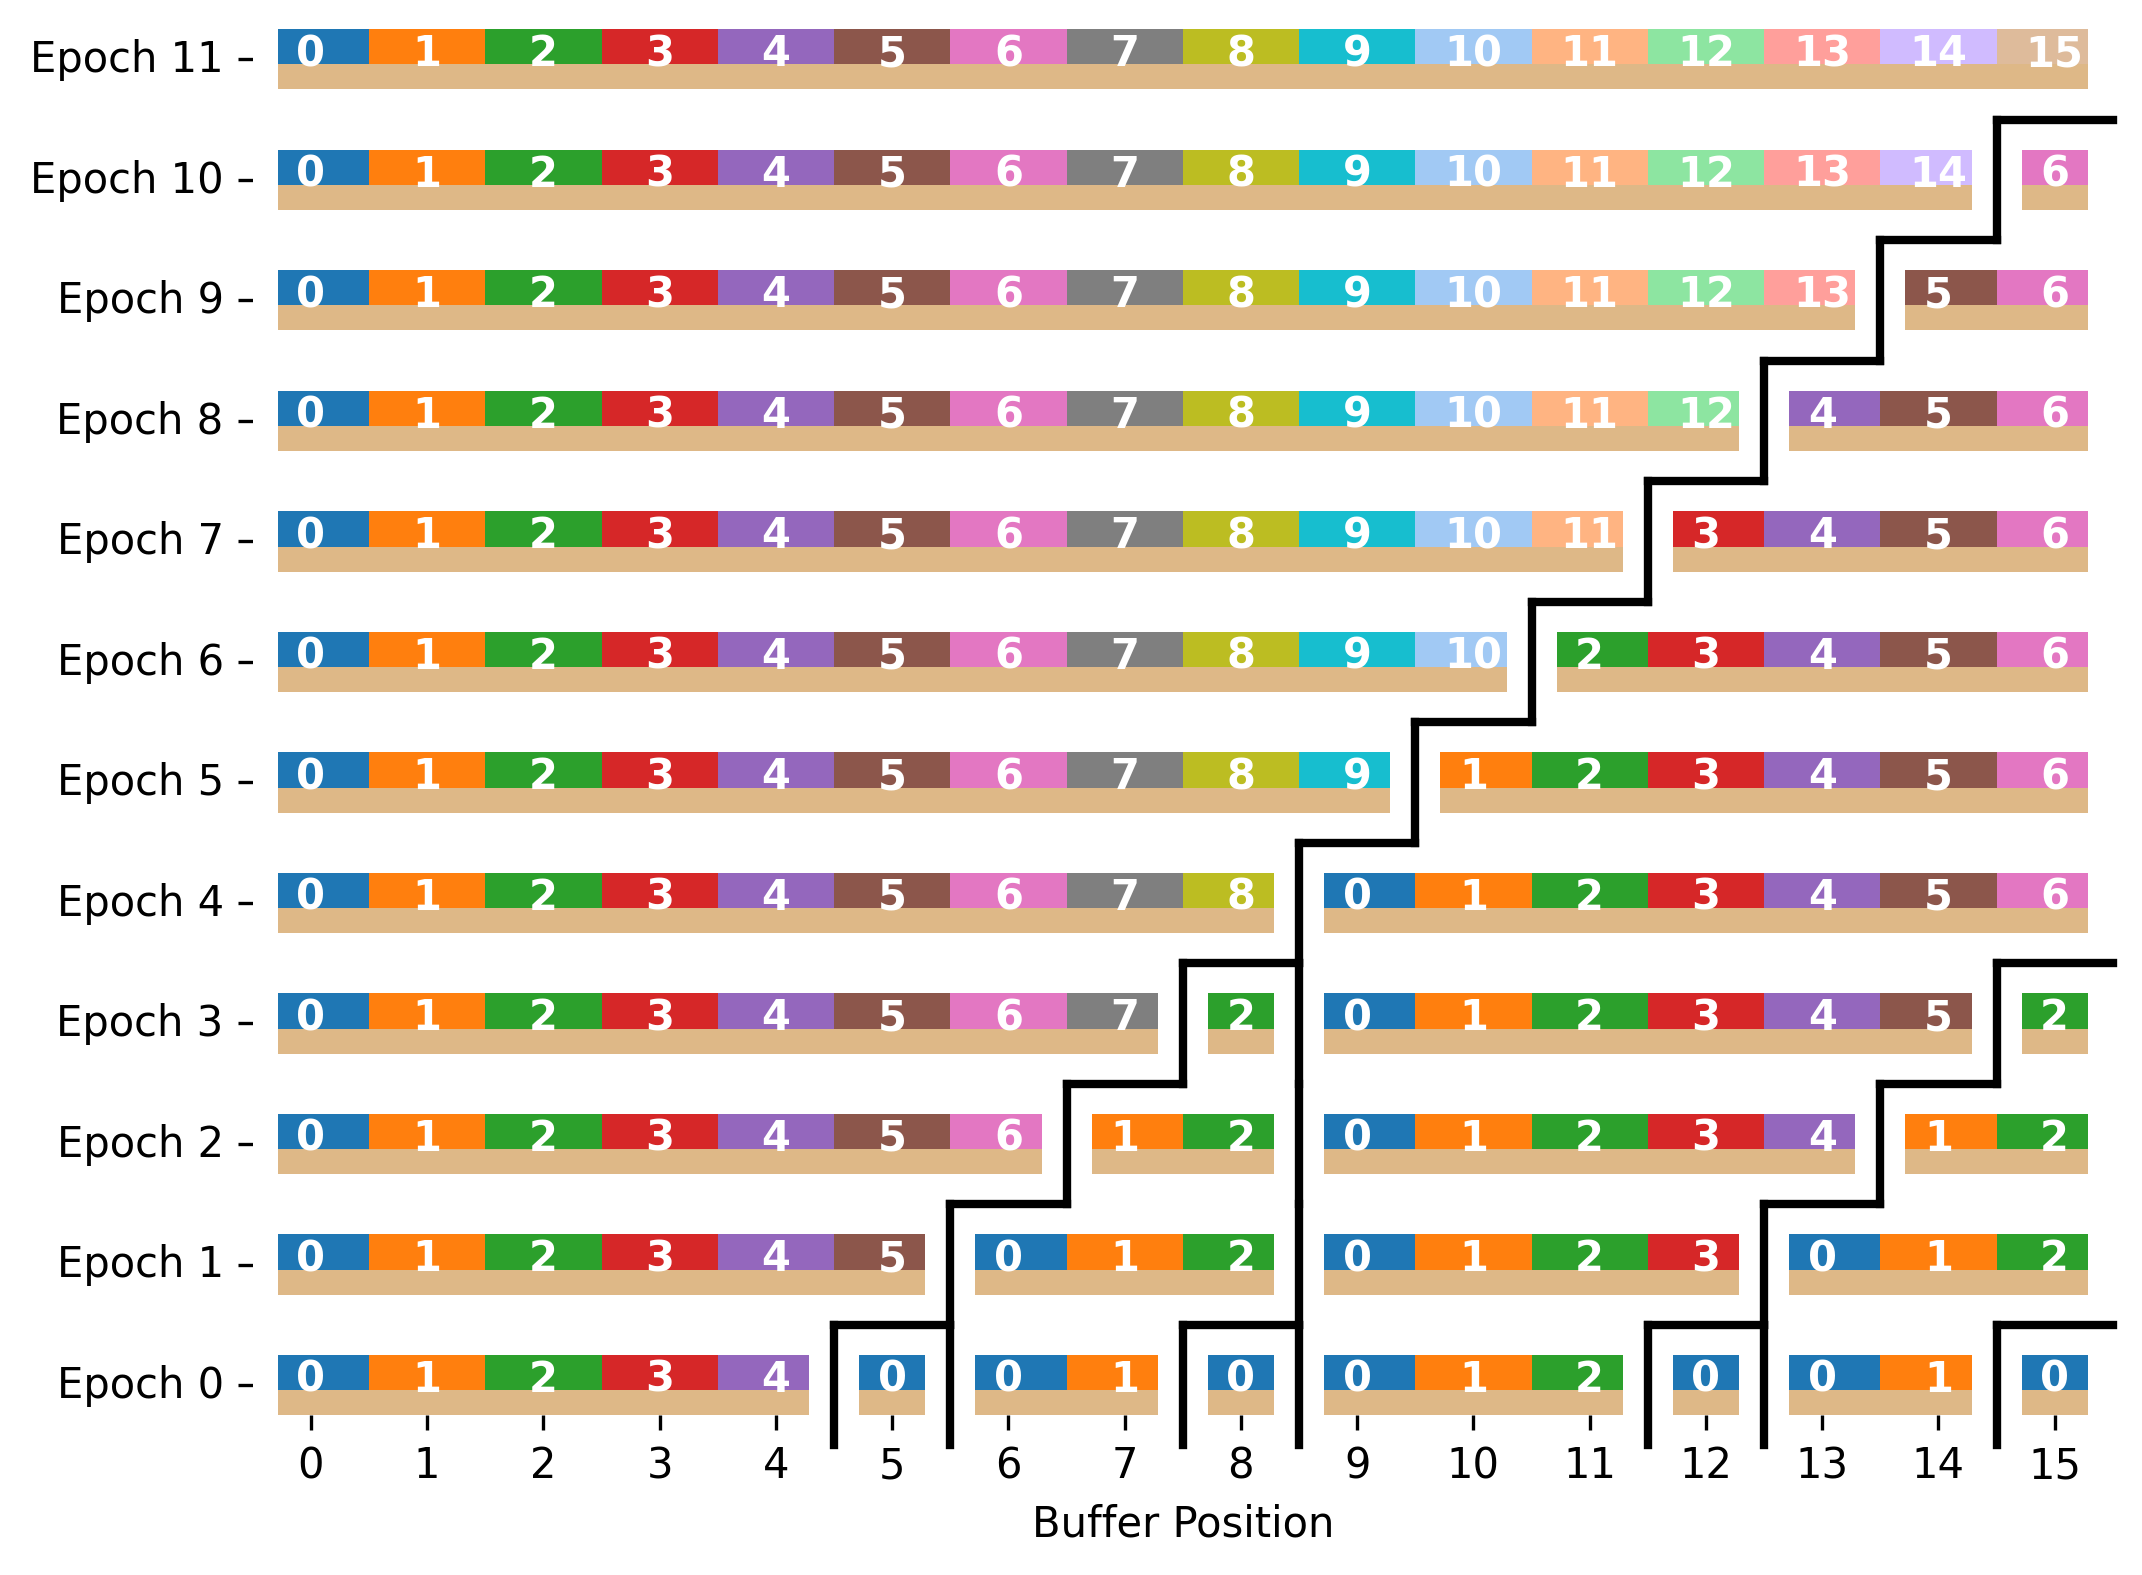 Epoch 11 0 1 2 3 4 5 6 7 8 9 10 11 12 13 14 15
Epoch 10 0 1 2 3 4 5 6 7 8 9 10 11 12 13 14 6
Epoch 9 0 1 2 3 4 5 6 7 8 9 10 11 12 13 5 6
Epoch 8 0 1 2 3 4 5 6 7 8 9 10 11 12 4 5 6
Epoch 7 0 1 2 3 4 5 6 7 8 9 10 11 3 4 5 6
Epoch 6 0 1 2 3 4 5 6 7 8 9 10 2 3 4 5 6
Epoch 5 0 1 2 3 4 5 6 7 8 9 1 2 3 4 5 6
Epoch 4 0 1 2 3 4 5 6 7 8 0 1 2 3 4 5 6
Epoch 3 0 1 2 3 4 5 6 7 2 0 1 2 3 4 5 2
Epoch 2 0 1 2 3 4 5 6 1 2 0 1 2 3 4 1 2
Epoch 1 0 1 2 3 4 5 0 1 2 0 1 2 3 0 1 2
Epoch 0 0 1 2 3 4 0 0 1 0 0 1 2 0 0 1 0
0 1 2 3 4 5 6 7 8 9 10 11 12 13 14 15
Buffer Position